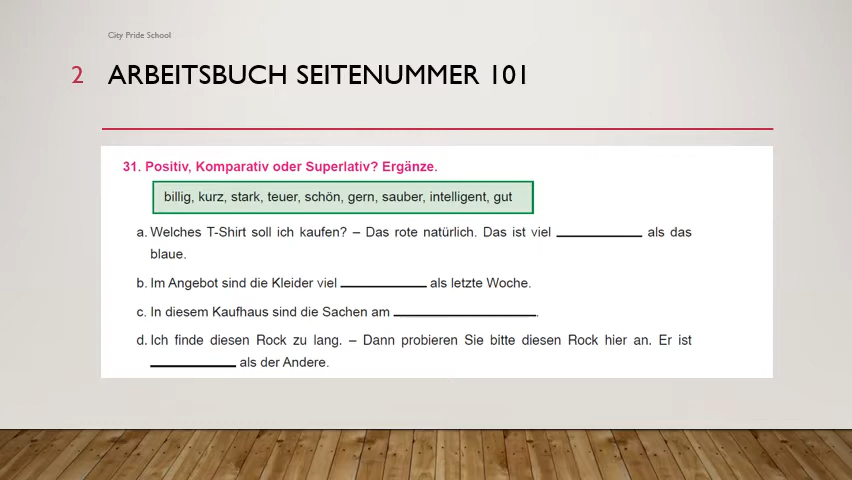 City Pride School
2 ARBEITSBUCH SEITENUMMER 101
31. Positiv, Komparativ oder Superlativ? Ergänze.
billig, kurz, stark, teuer, schön, gern, sauber, intelligent, gut
a. Welches T-Shirt soll ich kaufen? – Das rote natürlich. Das ist viel ____________ als das
blaue.
b. Im Angebot sind die Kleider viel ____________ als letzte Woche.
c. In diesem Kaufhaus sind die Sachen am ____________________.
d. Ich finde diesen Rock zu lang. – Dann probieren Sie bitte diesen Rock hier an. Er ist
____________ als der Andere.